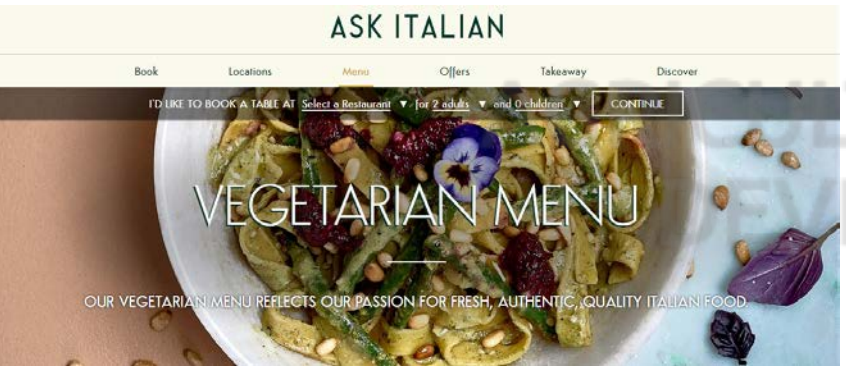 ASK ITALIAN
Book Locations Menu Offers Takeaway Discover
I'D LIKE TO BOOK A TABLE AT Select a Restaurant ▼ for 2 adults ▼ and 0 children ▼ CONTINUE
VEGETARIAN MENU
OUR VEGETARIAN MENU REFLECTS OUR PASSION FOR FRESH, AUTHENTIC, QUALITY ITALIAN FOOD.